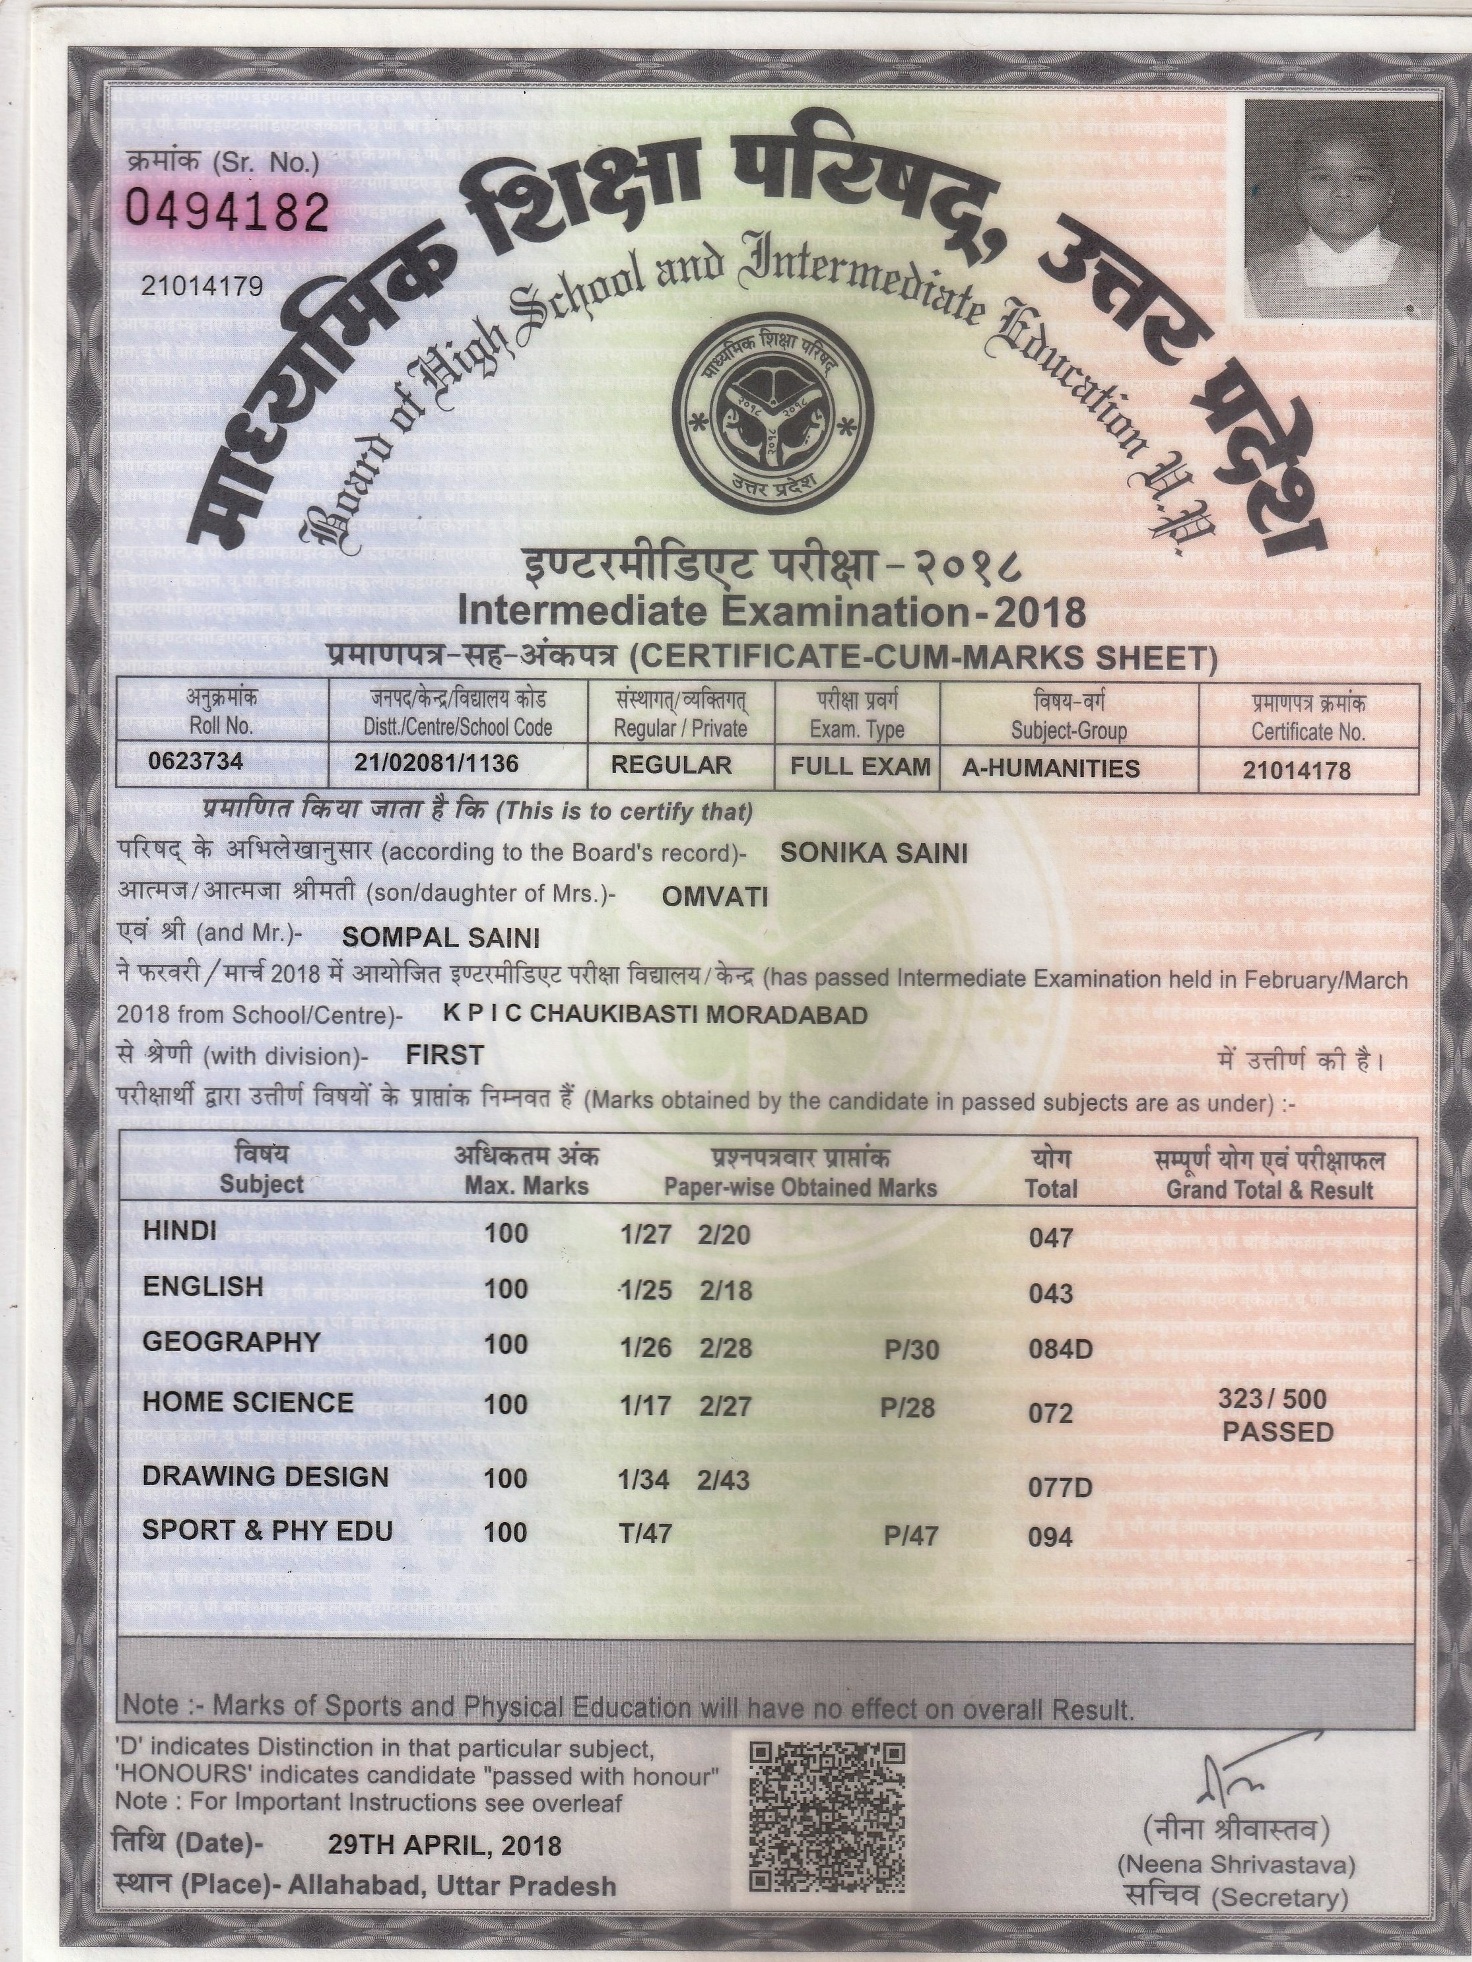 क्रमांक (Sr. No.)
0494182
21014179
माध्यमिक शिक्षा परिषद्, उत्तर प्रदेश
Board of High School and Intermediate Education U.P.
माध्यमिक शिक्षा परिषद्
२०१८ २०१८
२०१८
उत्तर प्रदेश
इण्टरमीडिएट परीक्षा-२०१८
Intermediate Examination-2018
प्रमाणपत्र-सह-अंकपत्र (CERTIFICATE-CUM-MARKS SHEET)
अनुक्रमांक जनपद/केन्द्र/विद्यालय कोड संस्थागत्/व्यक्तिगत् परीक्षा प्रवर्ग विषय-वर्ग प्रमाणपत्र क्रमांक
Roll No. Distt./Centre/School Code Regular / Private Exam. Type Subject-Group Certificate No.
0623734 21/02081/1136 REGULAR FULL EXAM A-HUMANITIES 21014178
प्रमाणित किया जाता है कि (This is to certify that)
परिषद् के अभिलेखानुसार (according to the Board's record)- SONIKA SAINI
आत्मज/आत्मजा श्रीमती (son/daughter of Mrs.)- OMVATI
एवं श्री (and Mr.)- SOMPAL SAINI
ने फरवरी/मार्च 2018 में आयोजित इण्टरमीडिएट परीक्षा विद्यालय/केन्द्र (has passed Intermediate Examination held in February/March
2018 from School/Centre)- K P I C CHAUKIBASTI MORADABAD
से श्रेणी (with division)- FIRST में उत्तीर्ण की है।
परीक्षार्थी द्वारा उत्तीर्ण विषयों के प्राप्तांक निम्नवत हैं (Marks obtained by the candidate in passed subjects are as under) :-
विषय अधिकतम अंक प्रश्नपत्रवार प्राप्तांक योग सम्पूर्ण योग एवं परीक्षाफल
Subject Max. Marks Paper-wise Obtained Marks Total Grand Total & Result
HINDI 100 1/27 2/20 047
ENGLISH 100 1/25 2/18 043
GEOGRAPHY 100 1/26 2/28 P/30 084D
HOME SCIENCE 100 1/17 2/27 P/28 072 323/ 500
PASSED
DRAWING DESIGN 100 1/34 2/43 077D
SPORT & PHY EDU 100 T/47 P/47 094
Note :- Marks of Sports and Physical Education will have no effect on overall Result.
'D' indicates Distinction in that particular subject,
'HONOURS' indicates candidate "passed with honour"
Note : For Important Instructions see overleaf
तिथि (Date)- 29TH APRIL, 2018
स्थान (Place)- Allahabad, Uttar Pradesh
(नीना श्रीवास्तव)
(Neena Shrivastava)
सचिव (Secretary)